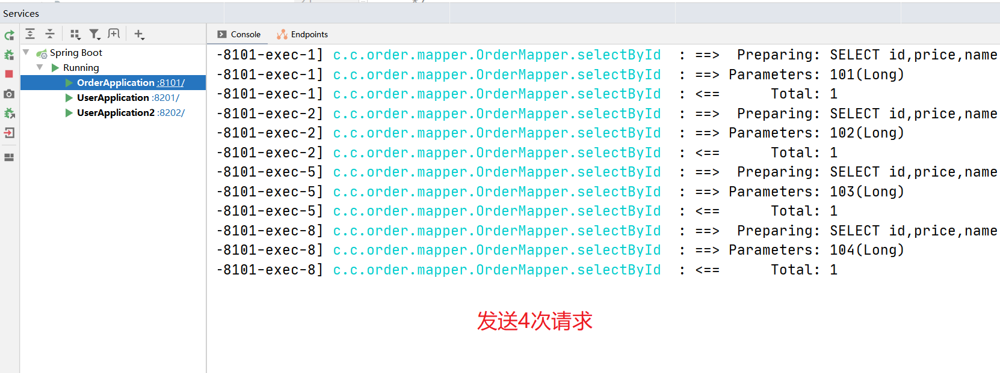 Services
Console Endpoints
Spring Boot
Running
OrderApplication :8101/
UserApplication :8201/
UserApplication2 :8202/
-8101-exec-1] c.c.order.mapper.OrderMapper.selectById : ==>  Preparing: SELECT id,price,name
-8101-exec-1] c.c.order.mapper.OrderMapper.selectById : ==> Parameters: 101(Long)
-8101-exec-1] c.c.order.mapper.OrderMapper.selectById : <==      Total: 1
-8101-exec-2] c.c.order.mapper.OrderMapper.selectById : ==>  Preparing: SELECT id,price,name
-8101-exec-2] c.c.order.mapper.OrderMapper.selectById : ==> Parameters: 102(Long)
-8101-exec-2] c.c.order.mapper.OrderMapper.selectById : <==      Total: 1
-8101-exec-5] c.c.order.mapper.OrderMapper.selectById : ==>  Preparing: SELECT id,price,name
-8101-exec-5] c.c.order.mapper.OrderMapper.selectById : ==> Parameters: 103(Long)
-8101-exec-5] c.c.order.mapper.OrderMapper.selectById : <==      Total: 1
-8101-exec-8] c.c.order.mapper.OrderMapper.selectById : ==>  Preparing: SELECT id,price,name
-8101-exec-8] c.c.order.mapper.OrderMapper.selectById : ==> Parameters: 104(Long)
-8101-exec-8] c.c.order.mapper.OrderMapper.selectById : <==      Total: 1
发送4次请求